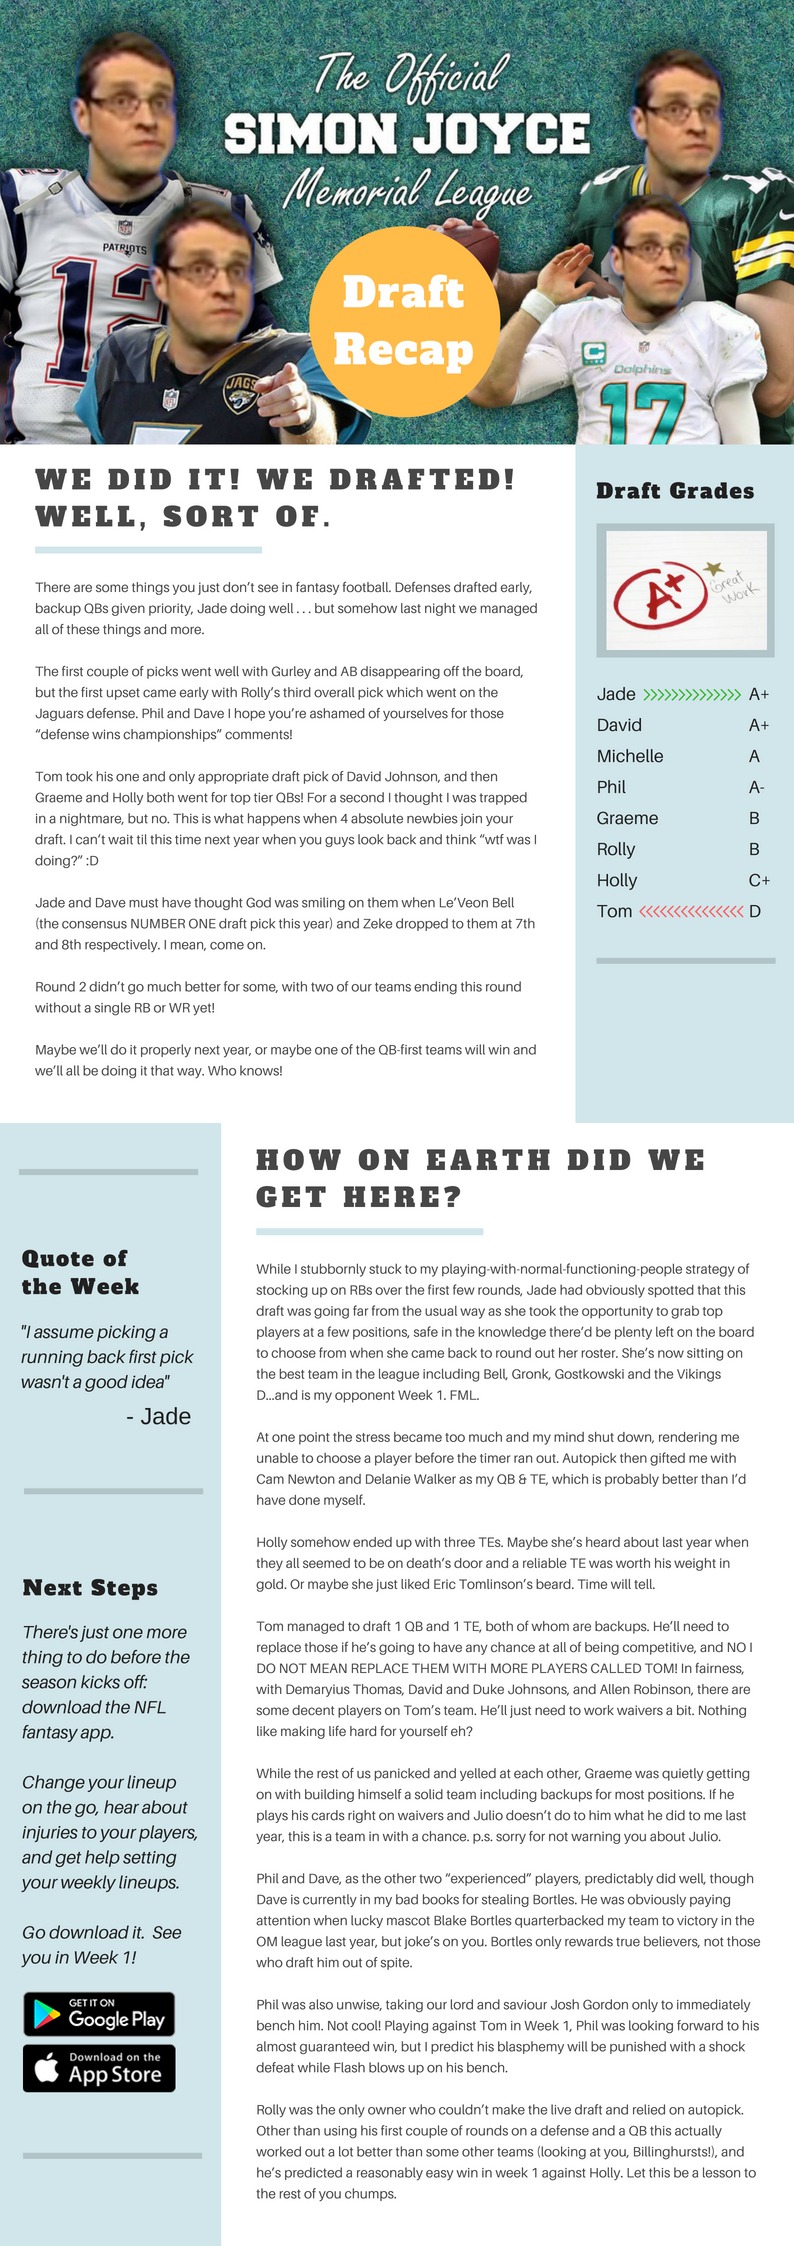 The Official
SIMON JOYCE
Memorial League
PATRIOTS
NFL
12
JAGS
NFL
C
NFL
Dolphins
17
Draft
Recap
WE DID IT! WE DRAFTED!
WELL, SORT OF.
There are some things you just don't see in fantasy football. Defenses drafted early,
backup QBs given priority, Jade doing well . . . but somehow last night we managed
all of these things and more.
The first couple of picks went well with Gurley and AB disappearing off the board,
but the first upset came early with Rolly's third overall pick which went on the
Jaguars defense. Phil and Dave I hope you're ashamed of yourselves for those
“defense wins championships” comments!
Tom took his one and only appropriate draft pick of David Johnson, and then
Graeme and Holly both went for top tier QBs! For a second I thought I was trapped
in a nightmare, but no. This is what happens when 4 absolute newbies join your
draft. I can't wait til this time next year when you guys look back and think “wtf was I
doing?” :D
Jade and Dave must have thought God was smiling on them when Le'Veon Bell
(the consensus NUMBER ONE draft pick this year) and Zeke dropped to them at 7th
and 8th respectively. I mean, come on.
Round 2 didn't go much better for some, with two of our teams ending this round
without a single RB or WR yet!
Maybe we'll do it properly next year, or maybe one of the QB-first teams will win and
we'll all be doing it that way. Who knows!
Draft Grades
A+
Great
Work
Jade >>>>>>>>>>>>>> A+
David A+
Michelle A
Phil A-
Graeme B
Rolly B
Holly C+
Tom <<<<<<<<<<<<<<< D
Quote of
the Week
"I assume picking a
running back first pick
wasn't a good idea"
- Jade
Next Steps
There's just one more
thing to do before the
season kicks off:
download the NFL
fantasy app.
Change your lineup
on the go, hear about
injuries to your players,
and get help setting
your weekly lineups.
Go download it.  See
you in Week 1!
GET IT ON
Google Play
Download on the
App Store
HOW ON EARTH DID WE
GET HERE?
While I stubbornly stuck to my playing-with-normal-functioning-people strategy of
stocking up on RBs over the first few rounds, Jade had obviously spotted that this
draft was going far from the usual way as she took the opportunity to grab top
players at a few positions, safe in the knowledge there'd be plenty left on the board
to choose from when she came back to round out her roster. She's now sitting on
the best team in the league including Bell, Gronk, Gostkowski and the Vikings
D...and is my opponent Week 1. FML.
At one point the stress became too much and my mind shut down, rendering me
unable to choose a player before the timer ran out. Autopick then gifted me with
Cam Newton and Delanie Walker as my QB & TE, which is probably better than I'd
have done myself.
Holly somehow ended up with three TEs. Maybe she's heard about last year when
they all seemed to be on death's door and a reliable TE was worth his weight in
gold. Or maybe she just liked Eric Tomlinson's beard. Time will tell.
Tom managed to draft 1 QB and 1 TE, both of whom are backups. He'll need to
replace those if he's going to have any chance at all of being competitive, and NO I
DO NOT MEAN REPLACE THEM WITH MORE PLAYERS CALLED TOM! In fairness,
with Demaryius Thomas, David and Duke Johnsons, and Allen Robinson, there are
some decent players on Tom's team. He'll just need to work waivers a bit. Nothing
like making life hard for yourself eh?
While the rest of us panicked and yelled at each other, Graeme was quietly getting
on with building himself a solid team including backups for most positions. If he
plays his cards right on waivers and Julio doesn't do to him what he did to me last
year, this is a team in with a chance. p.s. sorry for not warning you about Julio.
Phil and Dave, as the other two “experienced” players, predictably did well, though
Dave is currently in my bad books for stealing Bortles. He was obviously paying
attention when lucky mascot Blake Bortles quarterbacked my team to victory in the
OM league last year, but joke's on you. Bortles only rewards true believers, not those
who draft him out of spite.
Phil was also unwise, taking our lord and saviour Josh Gordon only to immediately
bench him. Not cool! Playing against Tom in Week 1, Phil was looking forward to his
almost guaranteed win, but I predict his blasphemy will be punished with a shock
defeat while Flash blows up on his bench.
Rolly was the only owner who couldn't make the live draft and relied on autopick.
Other than using his first couple of rounds on a defense and a QB this actually
worked out a lot better than some other teams (looking at you, Billinghursts!), and
he's predicted a reasonably easy win in week 1 against Holly. Let this be a lesson to
the rest of you chumps.